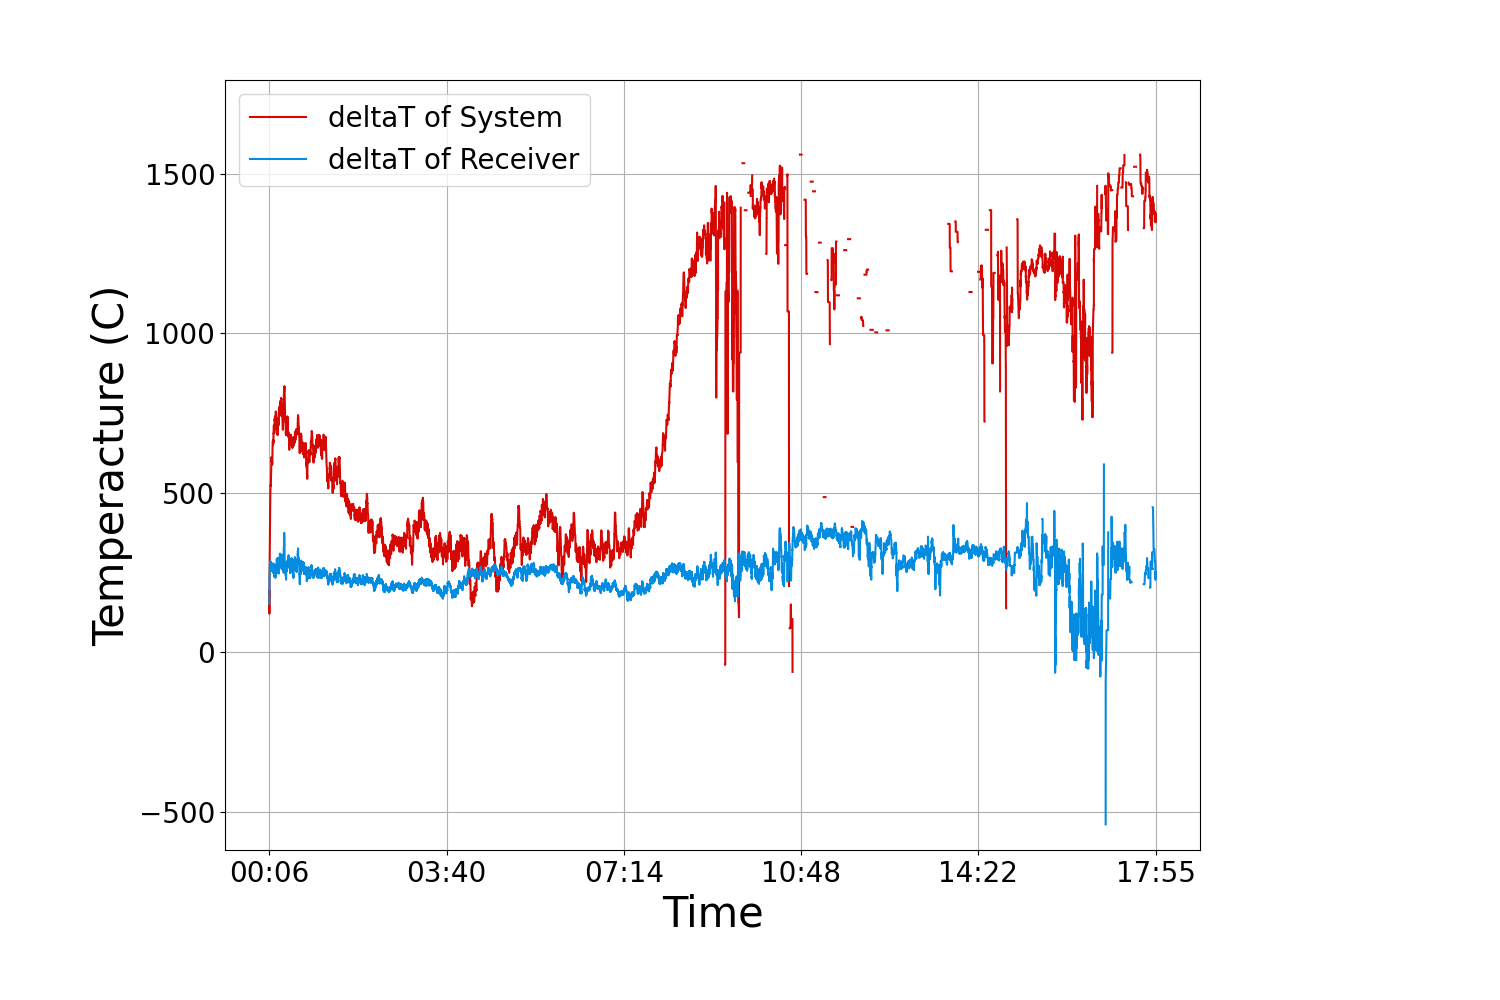 deltaT of System
deltaT of Receiver
1500
1000
500
0
−500
Temperacture (C)
00:06 03:40 07:14 10:48 14:22 17:55
Time